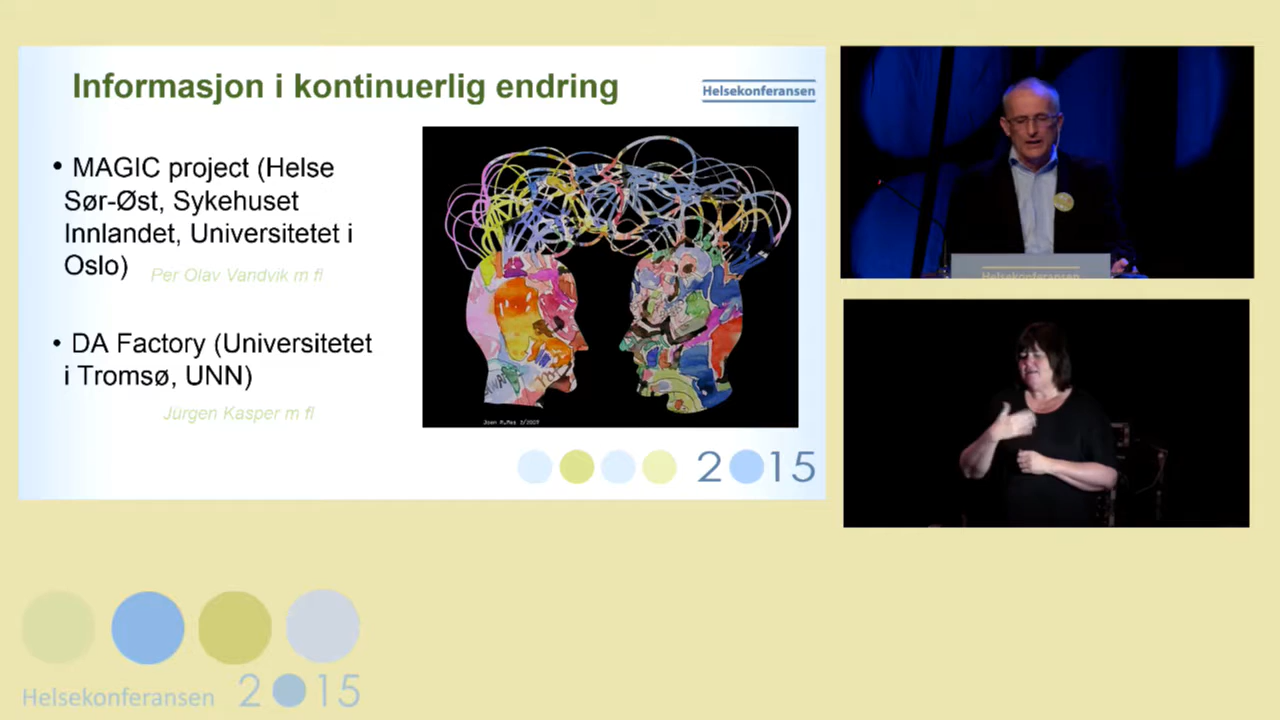 Informasjon i kontinuerlig endring
Helsekonferansen
• MAGIC project (Helse
Sør-Øst, Sykehuset
Innlandet, Universitetet i
Oslo) Per Olav Vandvik m fl
• DA Factory (Universitetet
i Tromsø, UNN)
Jürgen Kasper m fl
2015
Helsekonferansen
Helsekonferansen 2015